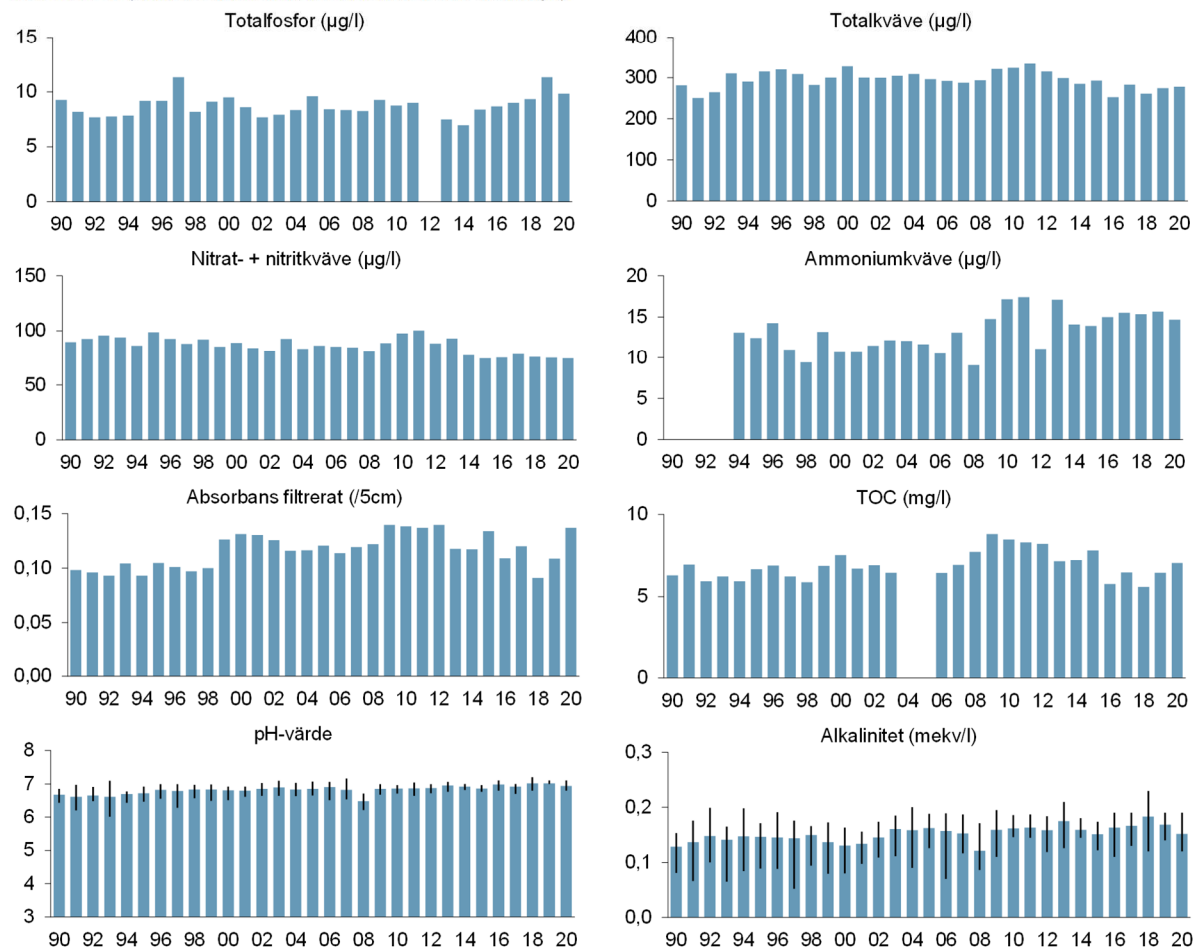 Totalfosfor (µg/l)
15
10
5
0
90 92 94 96 98 00 02 04 06 08 10 12 14 16 18 20
Totalkväve (µg/l)
400
300
200
100
0
90 92 94 96 98 00 02 04 06 08 10 12 14 16 18 20
Nitrat- + nitritkväve (µg/l)
150
100
50
0
90 92 94 96 98 00 02 04 06 08 10 12 14 16 18 20
Ammoniumkväve (µg/l)
20
15
10
5
0
90 92 94 96 98 00 02 04 06 08 10 12 14 16 18 20
Absorbans filtrerat (/5cm)
0,15
0,10
0,05
0,00
90 92 94 96 98 00 02 04 06 08 10 12 14 16 18 20
TOC (mg/l)
10
5
0
90 92 94 96 98 00 02 04 06 08 10 12 14 16 18 20
pH-värde
8
7
6
5
4
3
90 92 94 96 98 00 02 04 06 08 10 12 14 16 18 20
Alkalinitet (mekv/l)
0,3
0,2
0,1
0,0
90 92 94 96 98 00 02 04 06 08 10 12 14 16 18 20